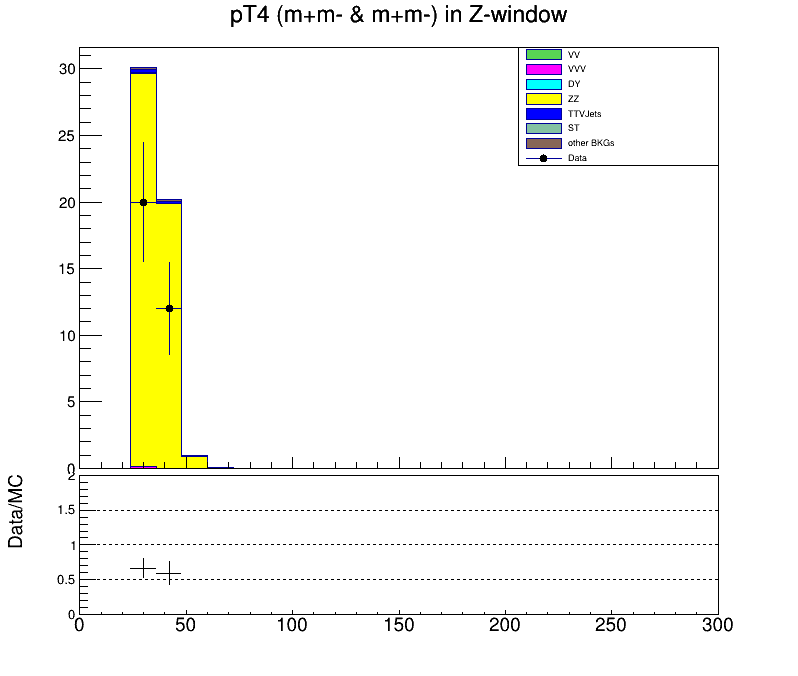 pT4 (m+m- & m+m-) in Z-window
VV
VVV
DY
ZZ
TTVJets
ST
other BKGs
Data
30
25
20
15
10
5
0
Data/MC
2
1.5
1
0.5
0
0 50 100 150 200 250 300